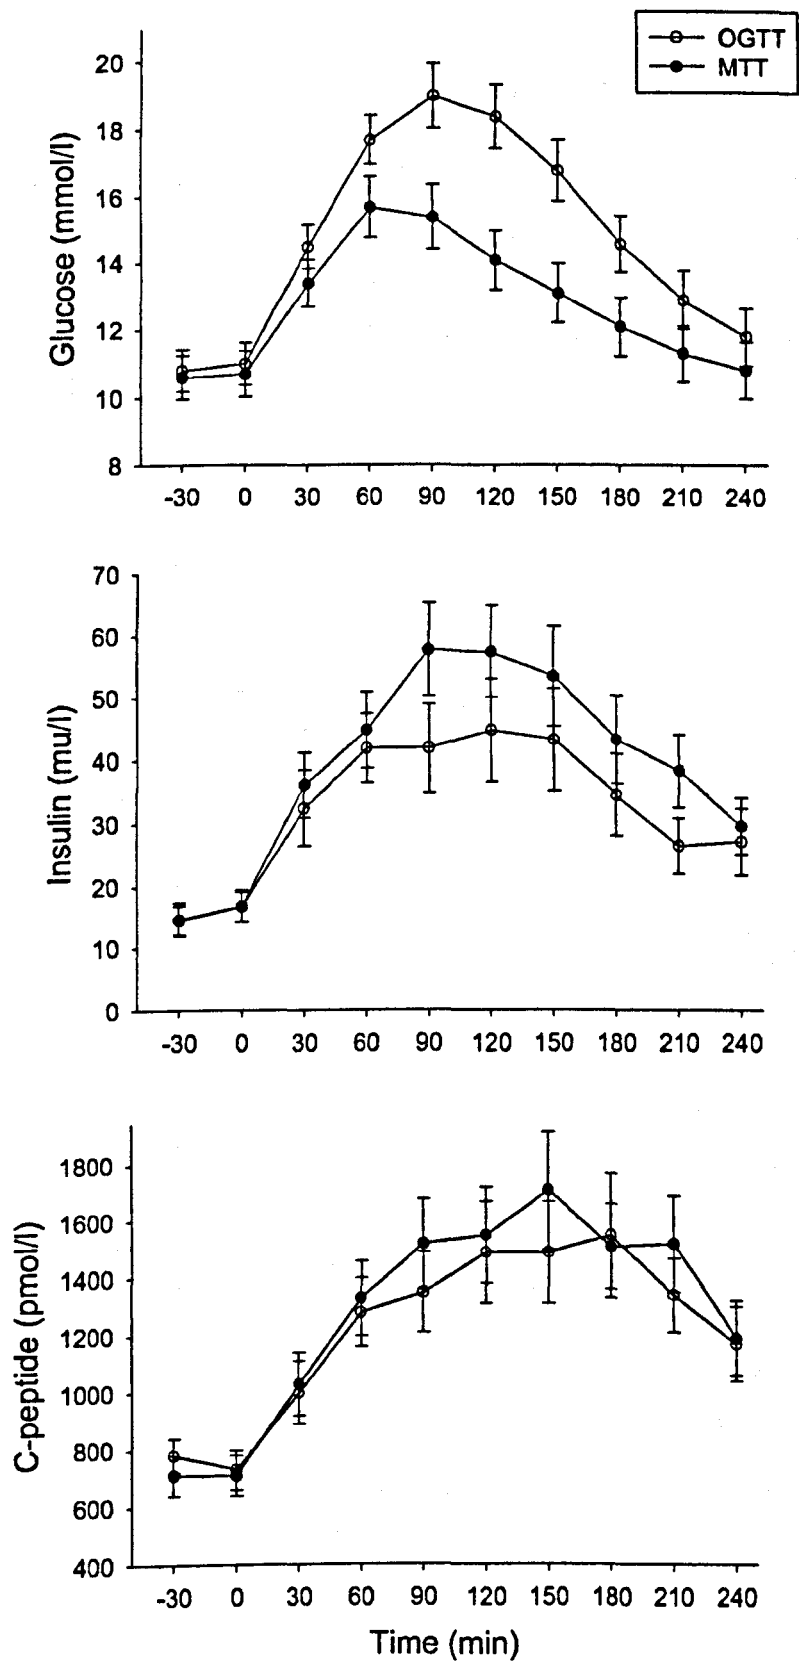 OGTT
MTT
Glucose (mmol/l)
20
18
16
14
12
10
8
-30 0 30 60 90 120 150 180 210 240
Insulin (mu/l)
70
60
50
40
30
20
10
0
-30 0 30 60 90 120 150 180 210 240
C-peptide (pmol/l)
1800
1600
1400
1200
1000
800
600
400
-30 0 30 60 90 120 150 180 210 240
Time (min)